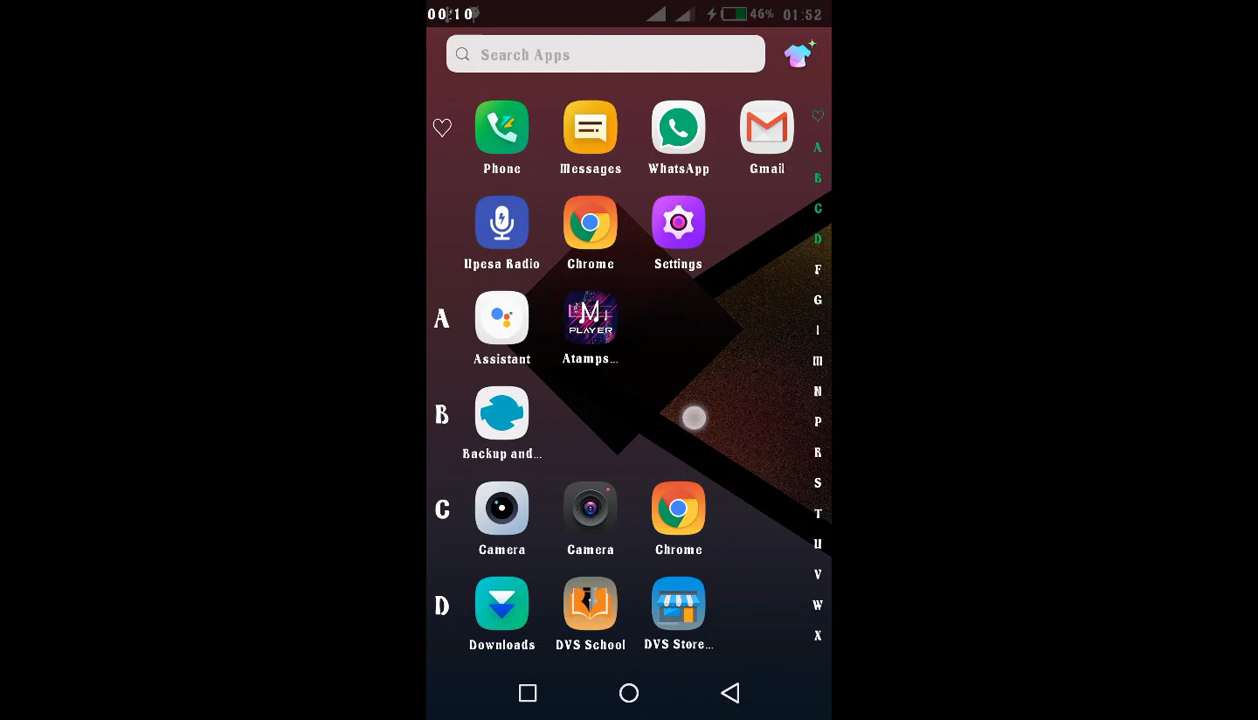 00:10 46% 01:52
Search Apps
Phone Messages WhatsApp Gmail
Upesa Radio Chrome Settings
A
PLAYER
Assistant Atamps...
B
Backup and...
C
Camera Camera Chrome
D
Downloads DVS School DVS Store...
A
B
C
D
F
G
I
M
N
P
R
S
T
U
V
W
X